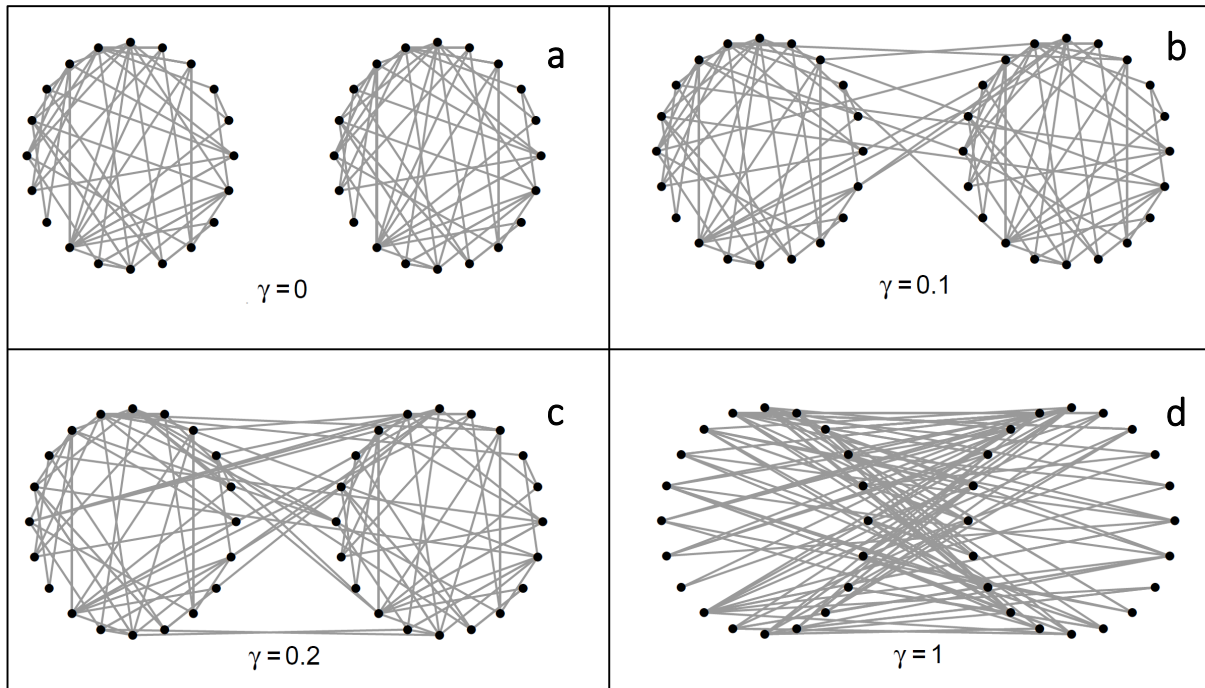 a
γ = 0
b
γ = 0.1
c
γ = 0.2
d
γ = 1